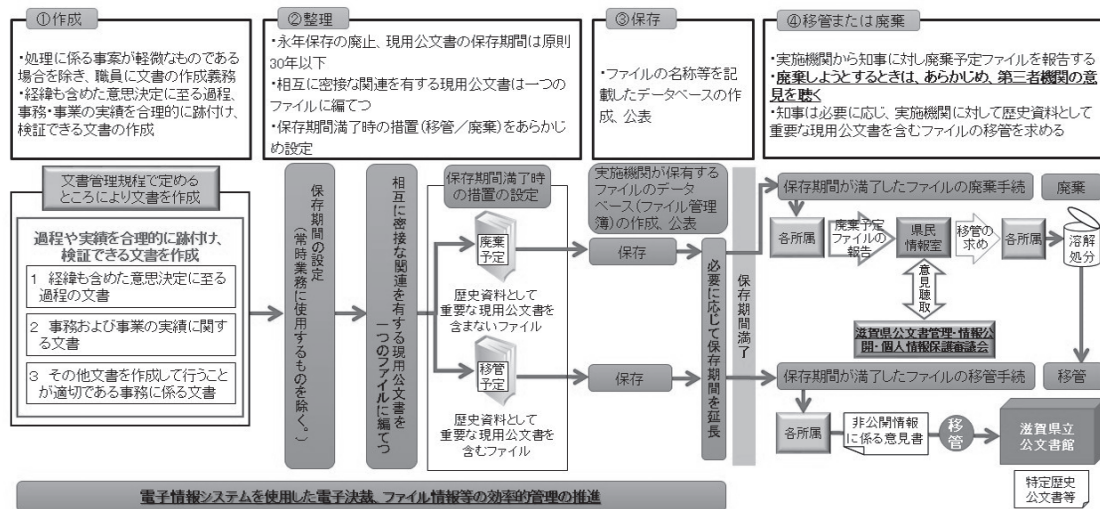 ①作成
・処理に係る事案が軽微なものである
場合を除き、職員に文書の作成義務
・経緯も含めた意思決定に至る過程、
事務・事業の実績を合理的に跡付け、
検証できる文書の作成
②整理
・永年保存の廃止、現用公文書の保存期間は原則
30年以下
・相互に密接な関連を有する現用公文書は一つの
ファイルに編てつ
・保存期間満了時の措置(移管／廃棄)をあらかじ
め設定
③保存
・ファイルの名称等を記
載したデータベースの作
成、公表
④移管または廃棄
・実施機関から知事に対し廃棄予定ファイルを報告する
・廃棄しようとするときは、あらかじめ、第三者機関の意
見を聴く
・知事は必要に応じ、実施機関に対して歴史資料として
重要な現用公文書を含むファイルの移管を求める
文書管理規程で定める
ところにより文書を作成
過程や実績を合理的に跡付け、
検証できる文書を作成
1 経緯も含めた意思決定に至る
過程の文書
2 事務および事業の実績に関す
る文書
3 その他文書を作成して行うこと
が適切である事務に係る文書
保存期間の設定
(常時業務に使用するものを除く。)
相互に密接な関連を有する現用公文書を
一つのファイルに編てつ
保存期間満了時
の措置の設定
廃棄
予定
歴史資料として
重要な現用公文書を
含まないファイル
移管
予定
歴史資料として
重要な現用公文書を
含むファイル
実施機関が保有する
ファイルのデータ
ベース(ファイル管理
簿)の作成、公表
保存
保存
必要に応じて保存期間を延長
保存期間満了
保存期間が満了したファイルの廃棄手続
廃棄
各所属
廃棄予定
ファイルの
報告
県民
情報室
移管の
求め
各所属
溶解
処分
意見
聴取
滋賀県公文書管理・情報公
開・個人情報保護審議会
保存期間が満了したファイルの移管手続
移管
各所属
非公開情報
に係る意見書
移管
滋賀県立
公文書館
特定歴史
公文書等
電子情報システムを使用した電子決裁、ファイル情報等の効率的管理の推進